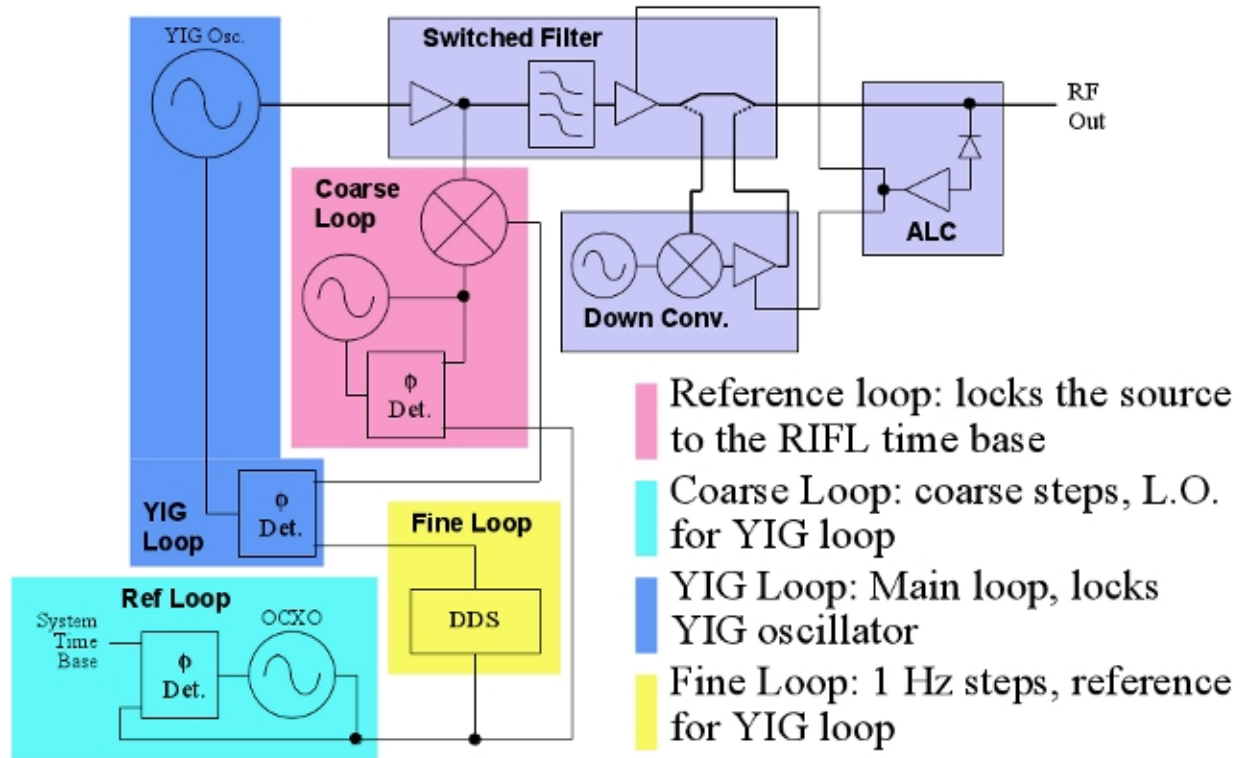 YIG Osc.
Switched Filter
RF
Out
Coarse
Loop
ALC
Down Conv.
ϕ
Det.
Reference loop: locks the source
to the RIFL time base
Coarse Loop: coarse steps, L.O.
for YIG loop
YIG Loop: Main loop, locks
YIG oscillator
Fine Loop: 1 Hz steps, reference
for YIG loop
YIG
Loop
ϕ
Det.
Fine Loop
DDS
Ref Loop
System
Time
Base
ϕ
Det.
OCXO